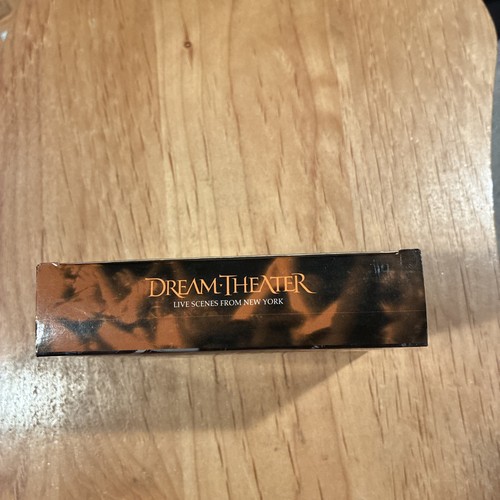 DREAM·THEATER
LIVE SCENES FROM NEW YORK